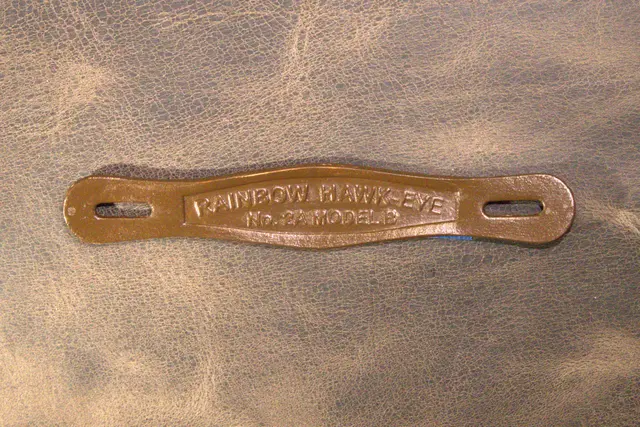 RAINBOW HAWK-EYE
No. 2A MODEL B